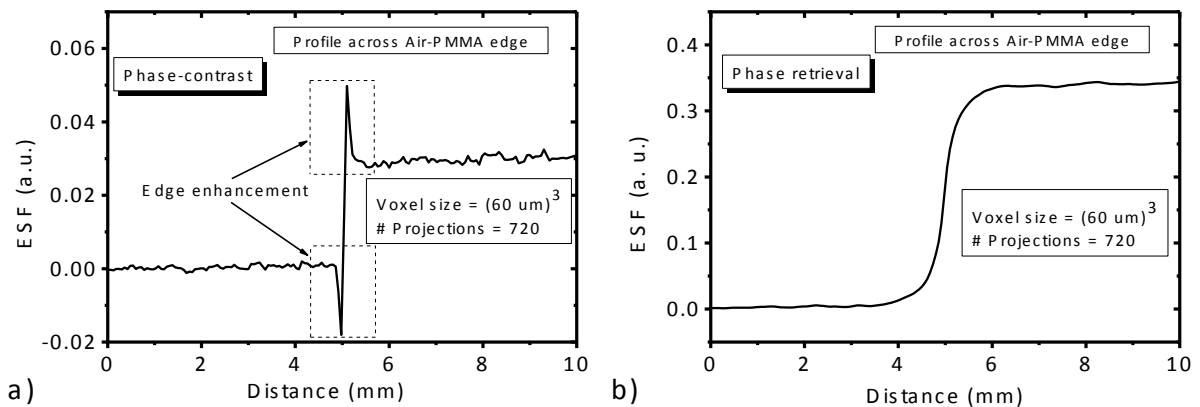 0.06
0.04
0.02
0.00
-0.02
ESF (a.u.)
Profile across Air-PMMA edge
Phase-contrast
Edge enhancement
Voxel size = (60 um)3
# Projections = 720
0 2 4 6 8 10
Distance (mm)
a)
0.4
0.3
0.2
0.1
0.0
ESF (a. u.)
Profile across Air-PMMA edge
Phase retrieval
Voxel size = (60 um)3
# Projections = 720
0 2 4 6 8 10
Distance (mm)
b)